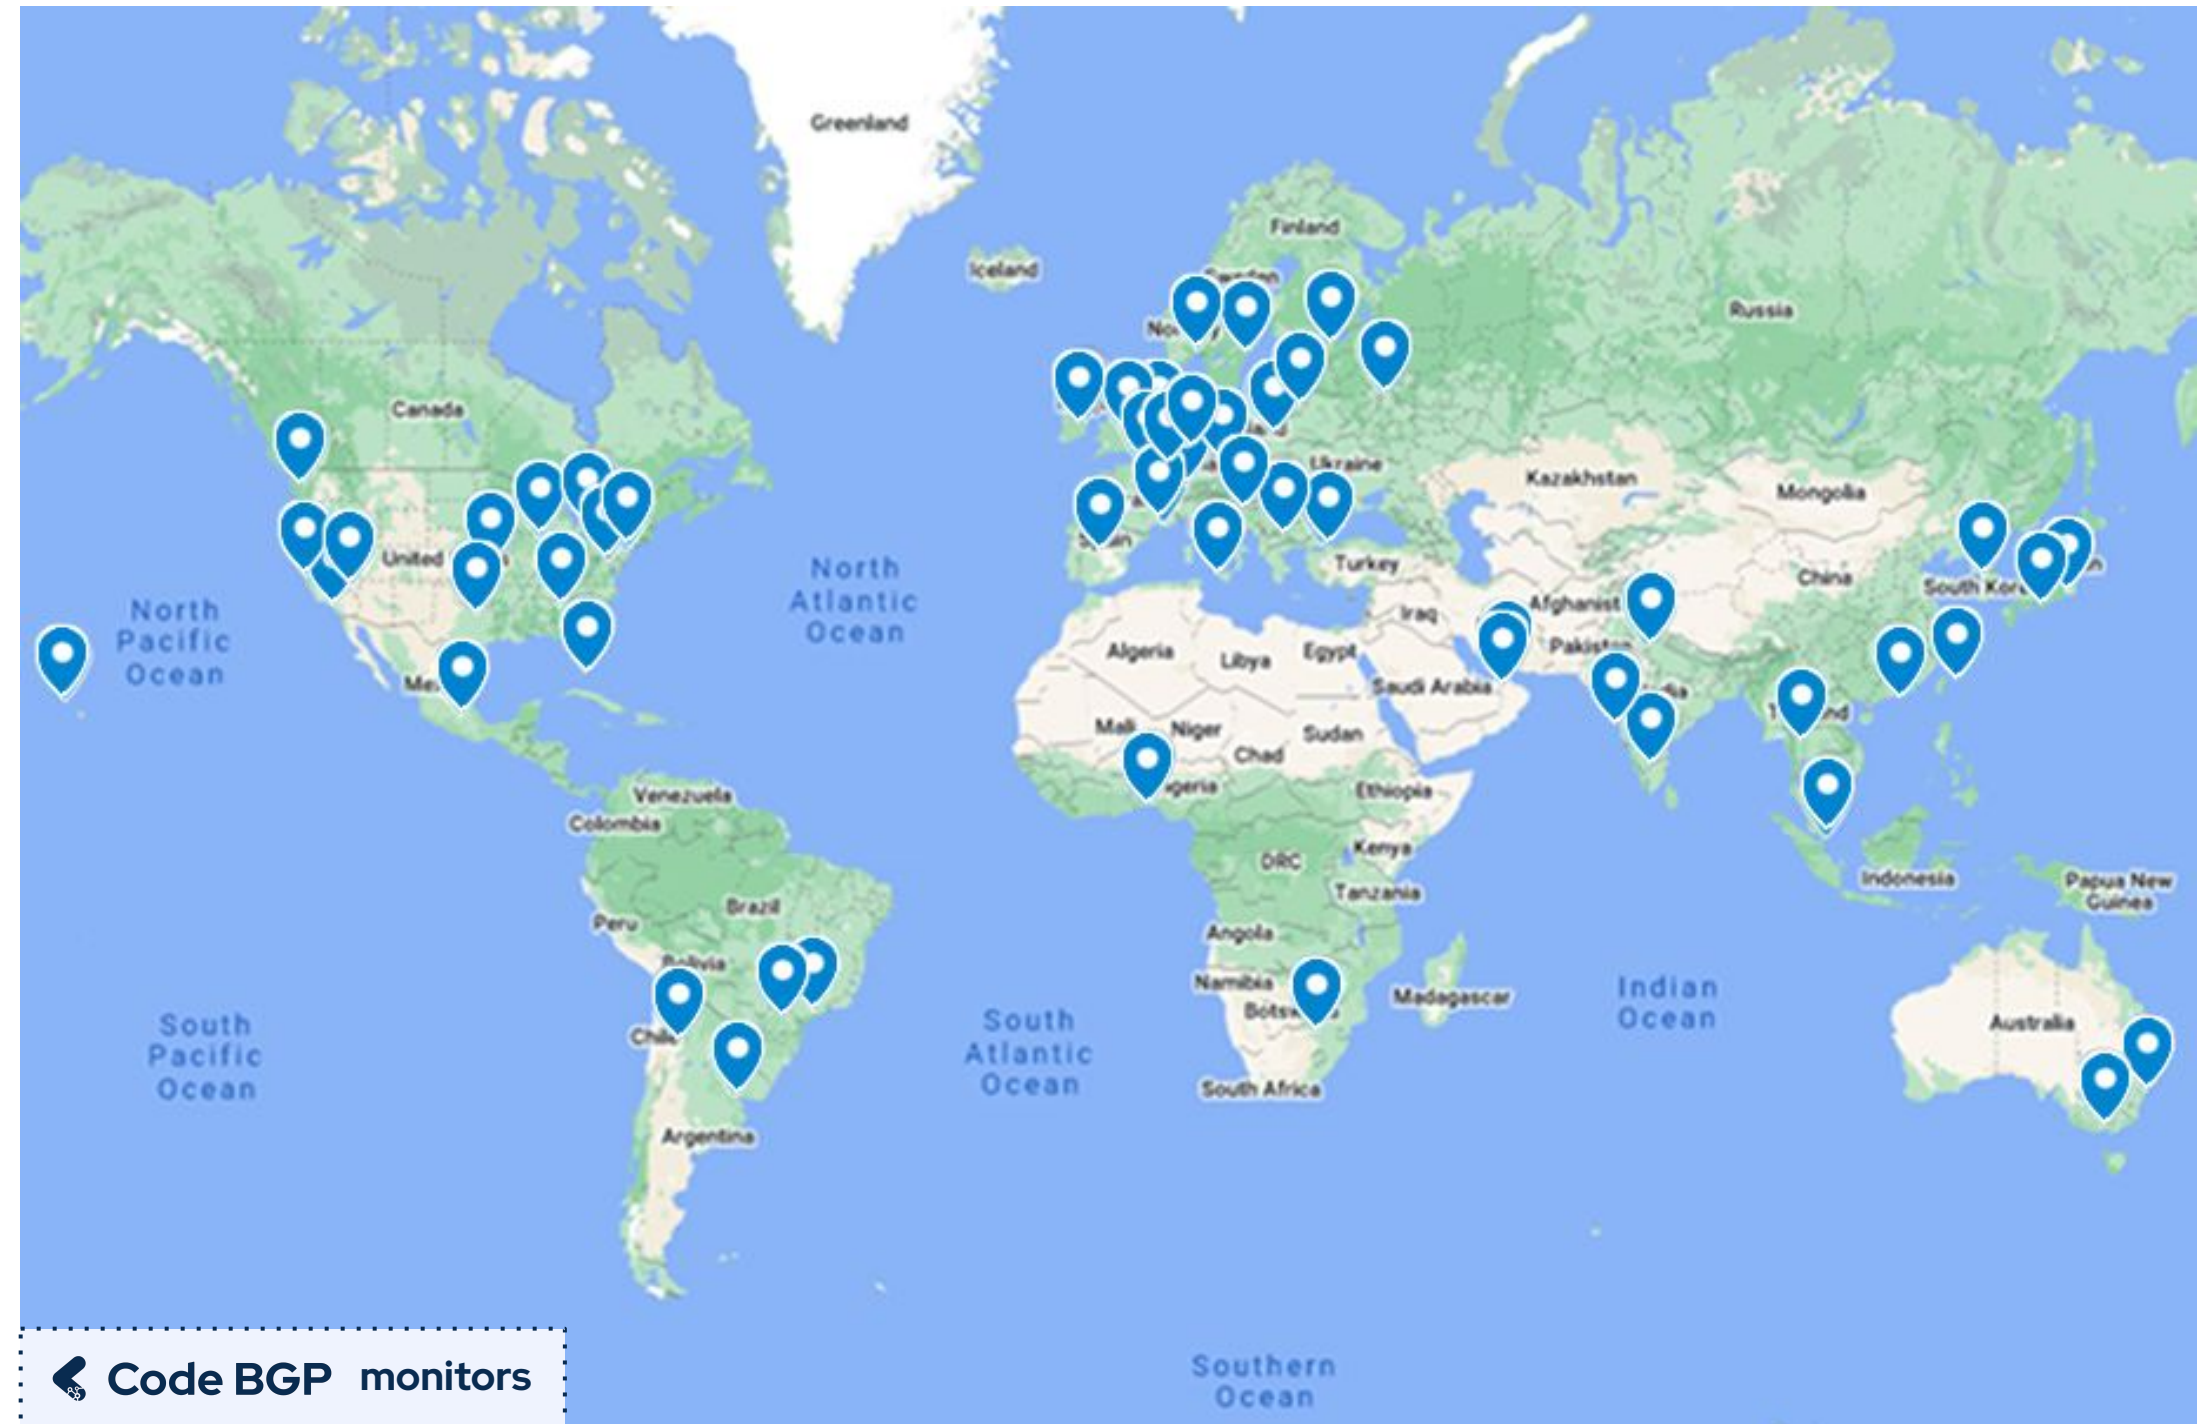 Greenland
Finland
Iceland
Russia
Canada
Ukraine
Kazakhstan
Mongolia
United
North
Atlantic
Ocean
Turkey
China
South
Afghanist
Iraq
North
Pacific
Ocean
Algeria
Libya
Egypt
Saudi Arabia
Mali
Niger
Sudan
Chad
Ethiopia
Venezuela
Colombia
Kenya
DRC
Indonesia
Papua New
Guinea
Tanzania
Brazil
Peru
Angola
Namibia
Madagascar
Indian
Ocean
South
Pacific
Ocean
South
Atlantic
Ocean
Australia
South Africa
Argentina
Southern
Ocean
Code BGP monitors